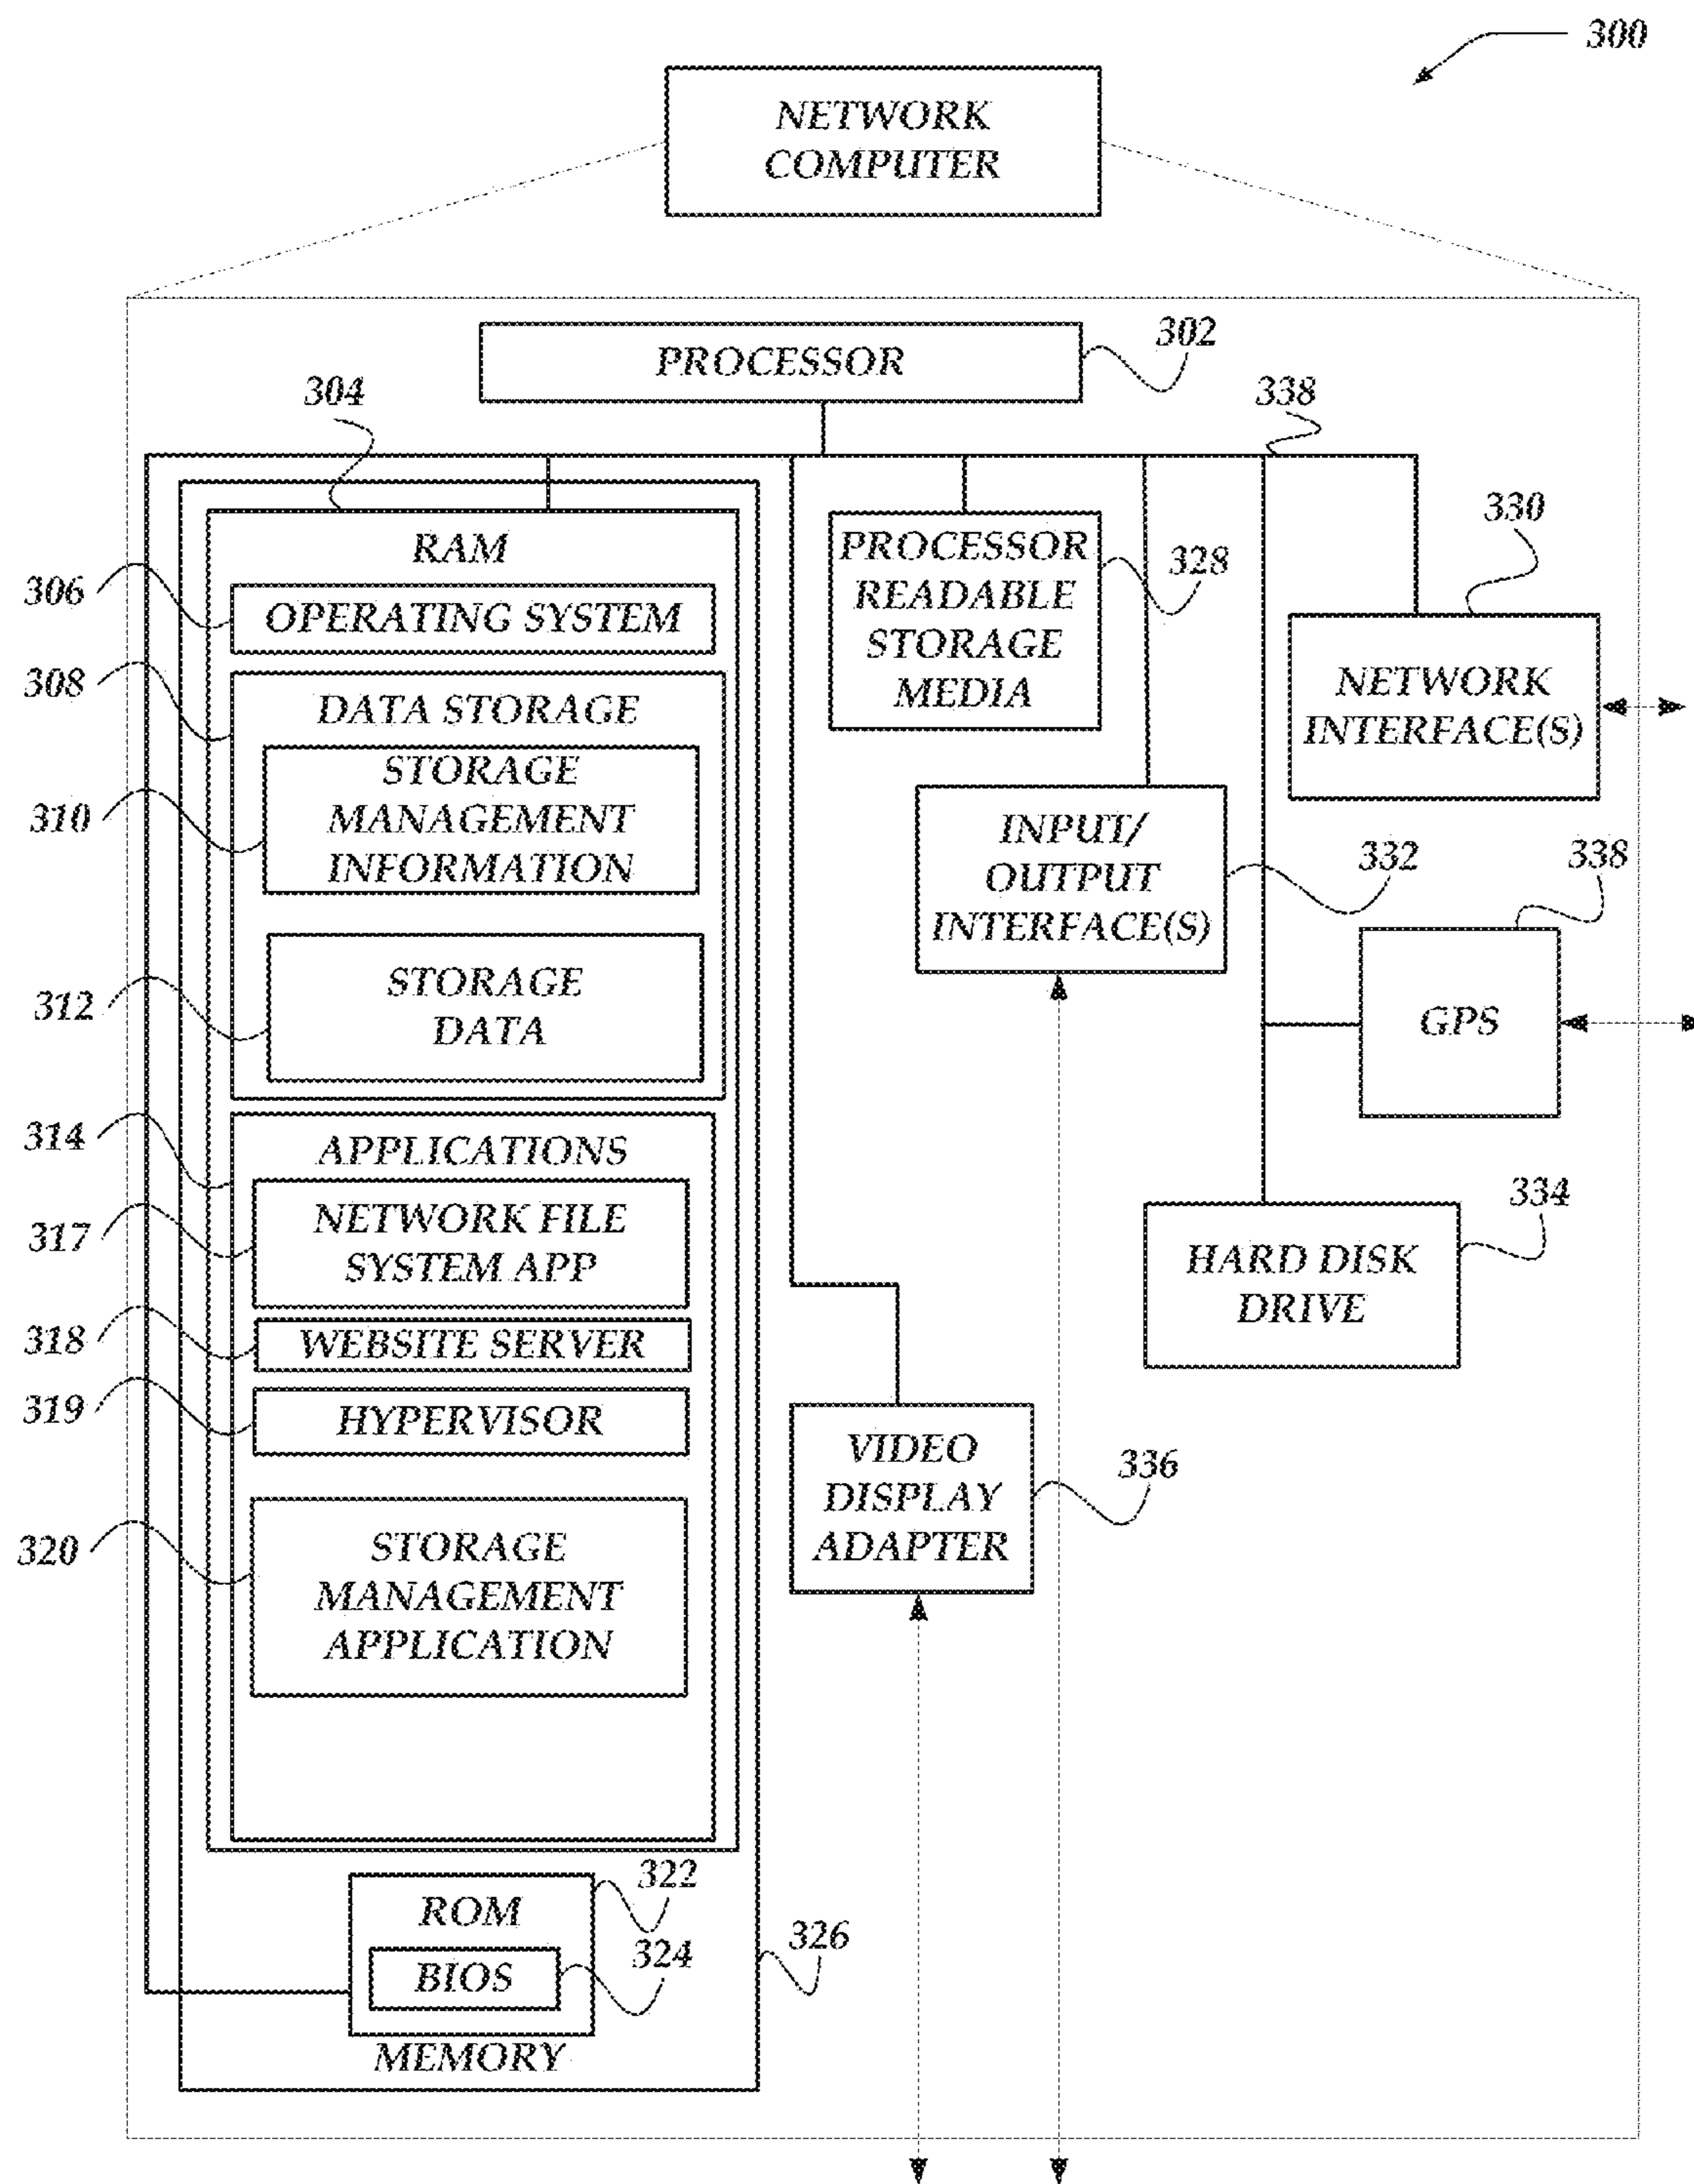 300
NETWORK
COMPUTER
PROCESSOR
302
304
338
RAM
306
OPERATING SYSTEM
308
DATA STORAGE
STORAGE
MANAGEMENT
INFORMATION
310
STORAGE
DATA
312
314
APPLICATIONS
317
NETWORK FILE
SYSTEM APP
318
WEBSITE SERVER
319
HYPERVISOR
320
STORAGE
MANAGEMENT
APPLICATION
322
ROM
324
BIOS
326
MEMORY
PROCESSOR
READABLE
STORAGE
MEDIA
328
330
NETWORK
INTERFACE(S)
INPUT/
OUTPUT
INTERFACE(S)
332
338
GPS
334
HARD DISK
DRIVE
VIDEO
DISPLAY
ADAPTER
336